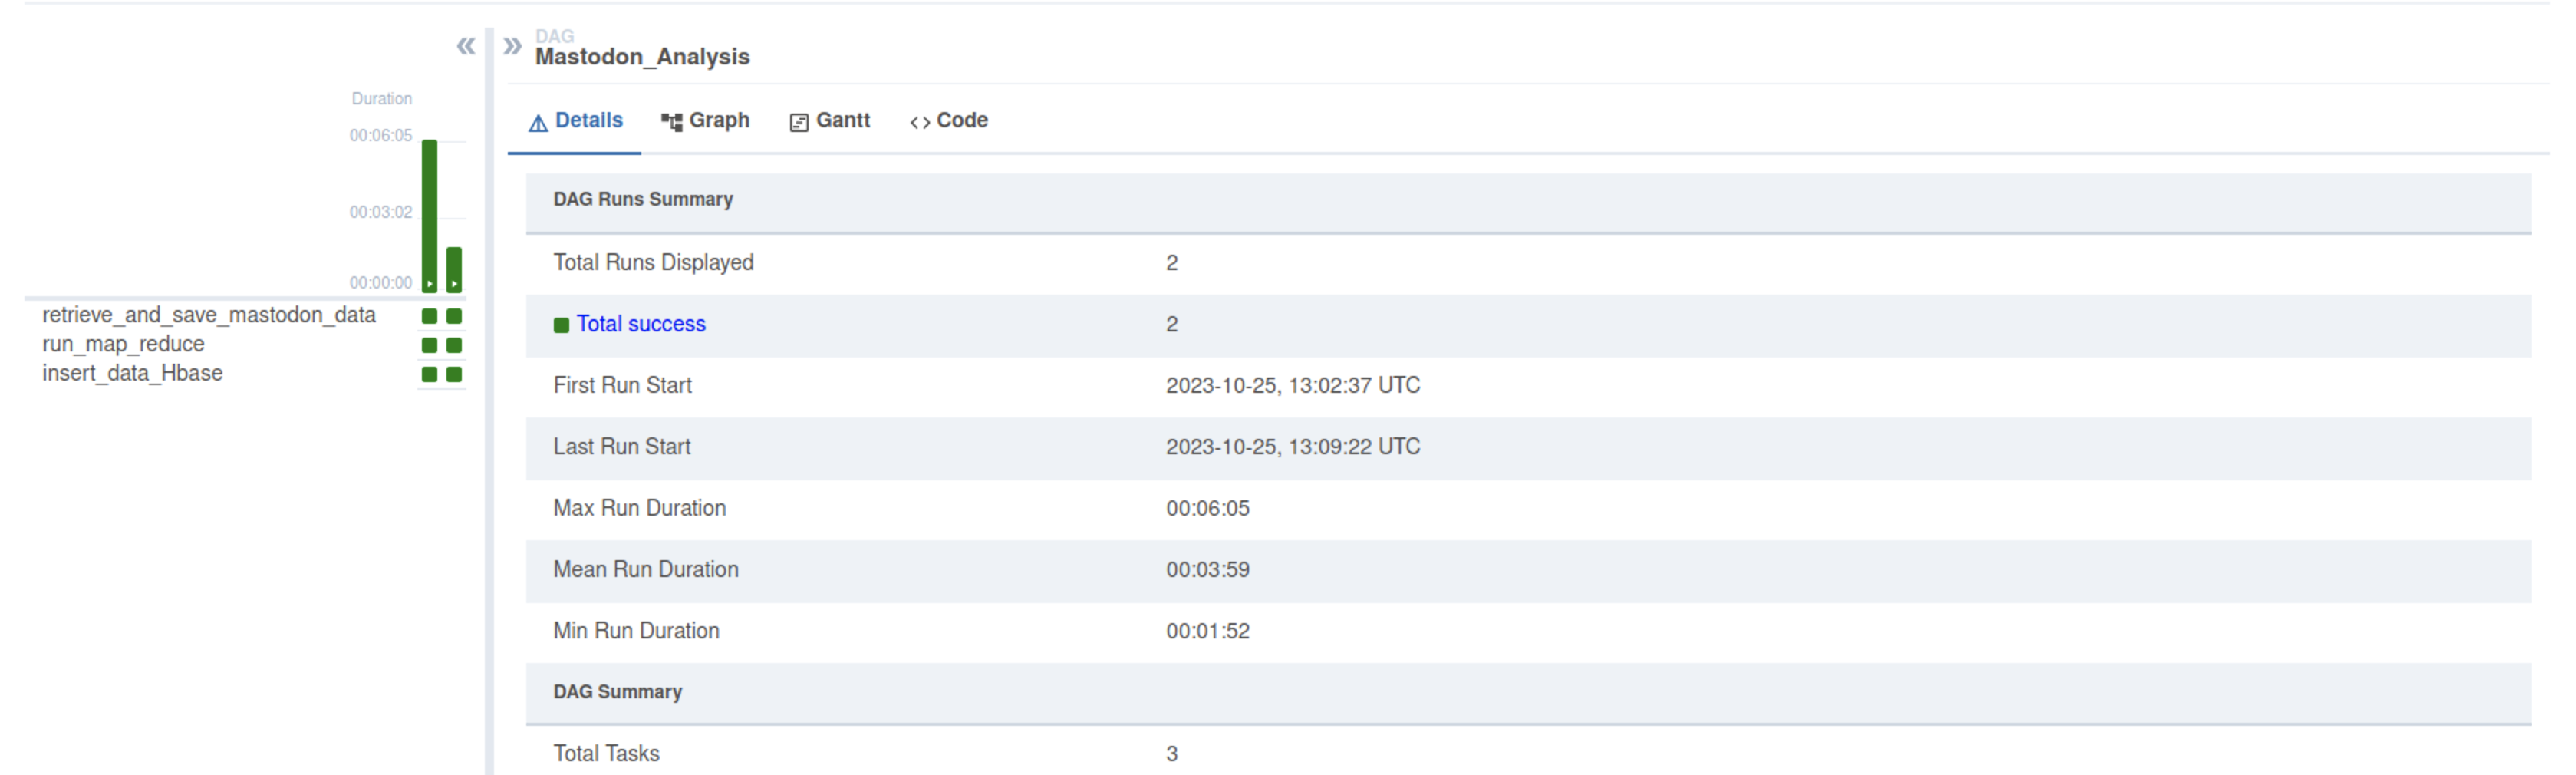 Duration
00:06:05
00:03:02
00:00:00
retrieve_and_save_mastodon_data
run_map_reduce
insert_data_Hbase
DAG
Mastodon_Analysis
Details Graph Gantt Code
DAG Runs Summary
Total Runs Displayed 2
Total success 2
First Run Start 2023-10-25, 13:02:37 UTC
Last Run Start 2023-10-25, 13:09:22 UTC
Max Run Duration 00:06:05
Mean Run Duration 00:03:59
Min Run Duration 00:01:52
DAG Summary
Total Tasks 3